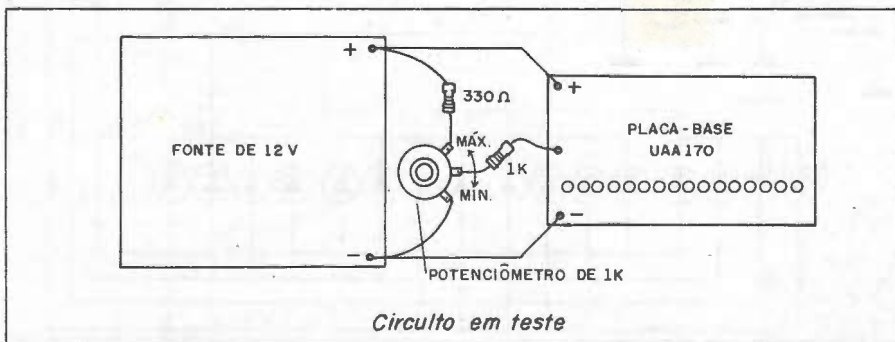 +
FONTE DE 12 V
-
330 Ω
MÁX.
1K
MIN.
POTENCIÔMETRO DE 1K
+
PLACA-BASE
UAA 170
-
Circuito em teste